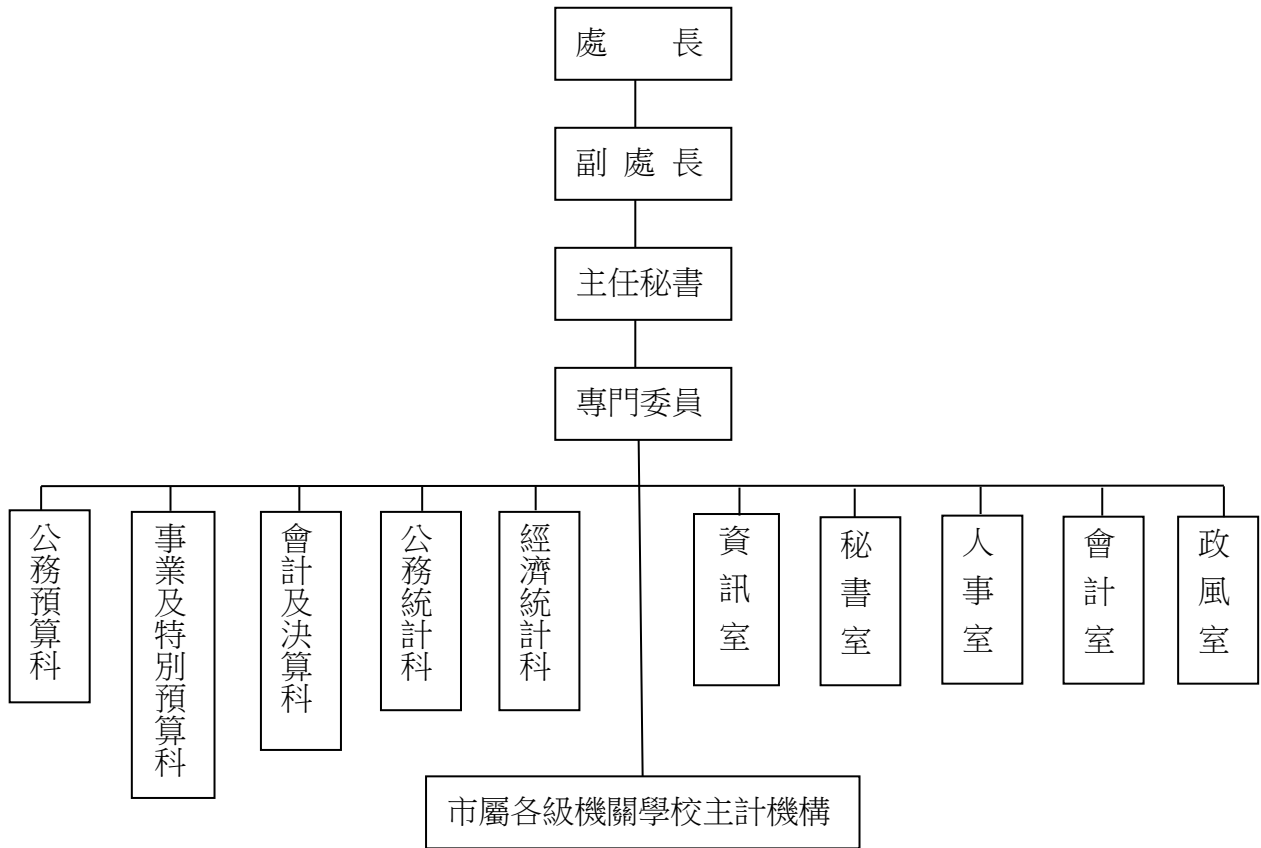 處　　長
副 處 長
主任秘書
專門委員
公務預算科
事業及特別預算科
會計及決算科
公務統計科
經濟統計科
資訊室
秘書室
人事室
會計室
政風室
市屬各級機關學校主計機構